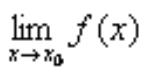 lim f(x)
x→x₀